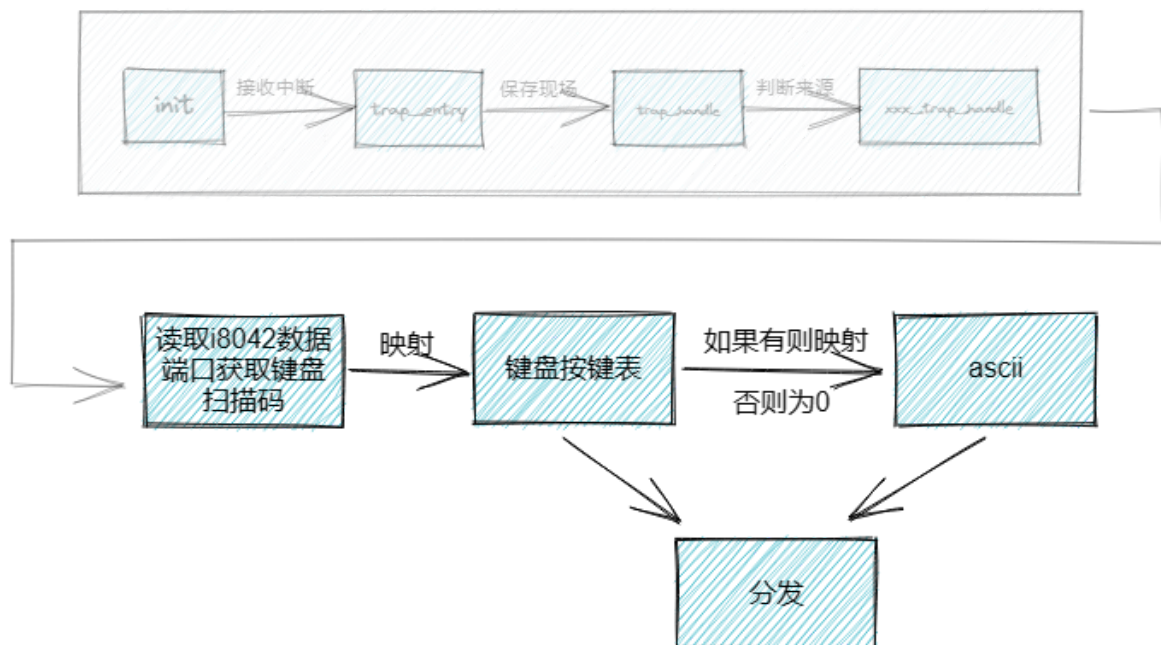 init
接收中断
trap_entry
保存现场
trap_handle
判断来源
xxx_trap_handle
读取i8042数据
端口获取键盘
扫描码
映射
键盘按键表
如果有则映射
否则为0
ascii
分发